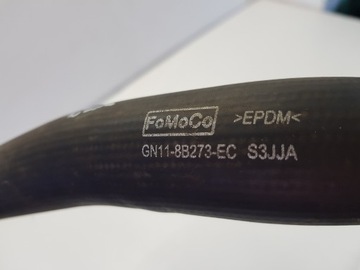 FoMoCo >EPDM<
GN11-8B273-EC S3JJA